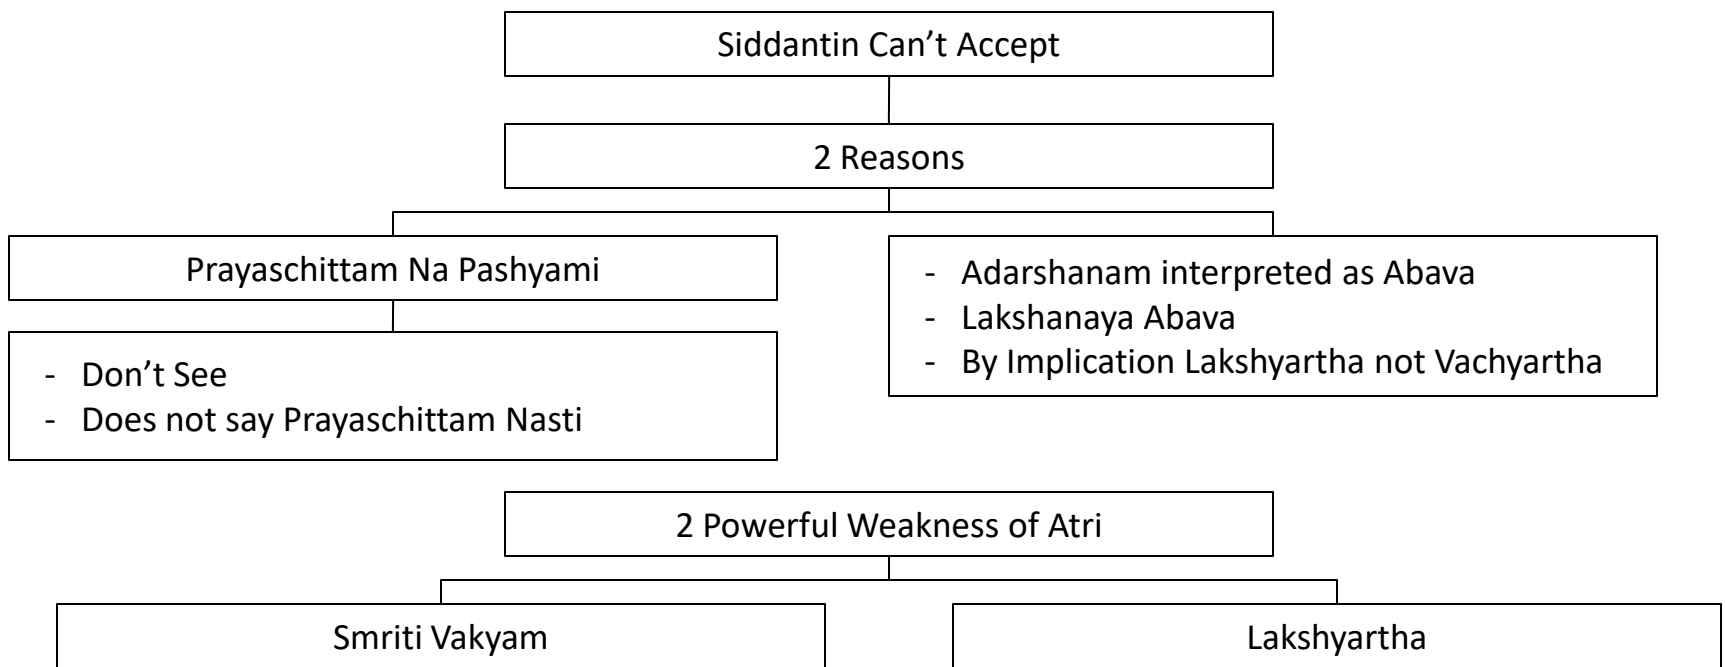 Siddantin Can’t Accept
2 Reasons
Prayaschittam Na Pashyami
- Don’t See
- Does not say Prayaschittam Nasti
- Adarshanam interpreted as Abava
- Lakshanaya Abava
- By Implication Lakshyartha not Vachyartha
2 Powerful Weakness of Atri
Smriti Vakyam
Lakshyartha